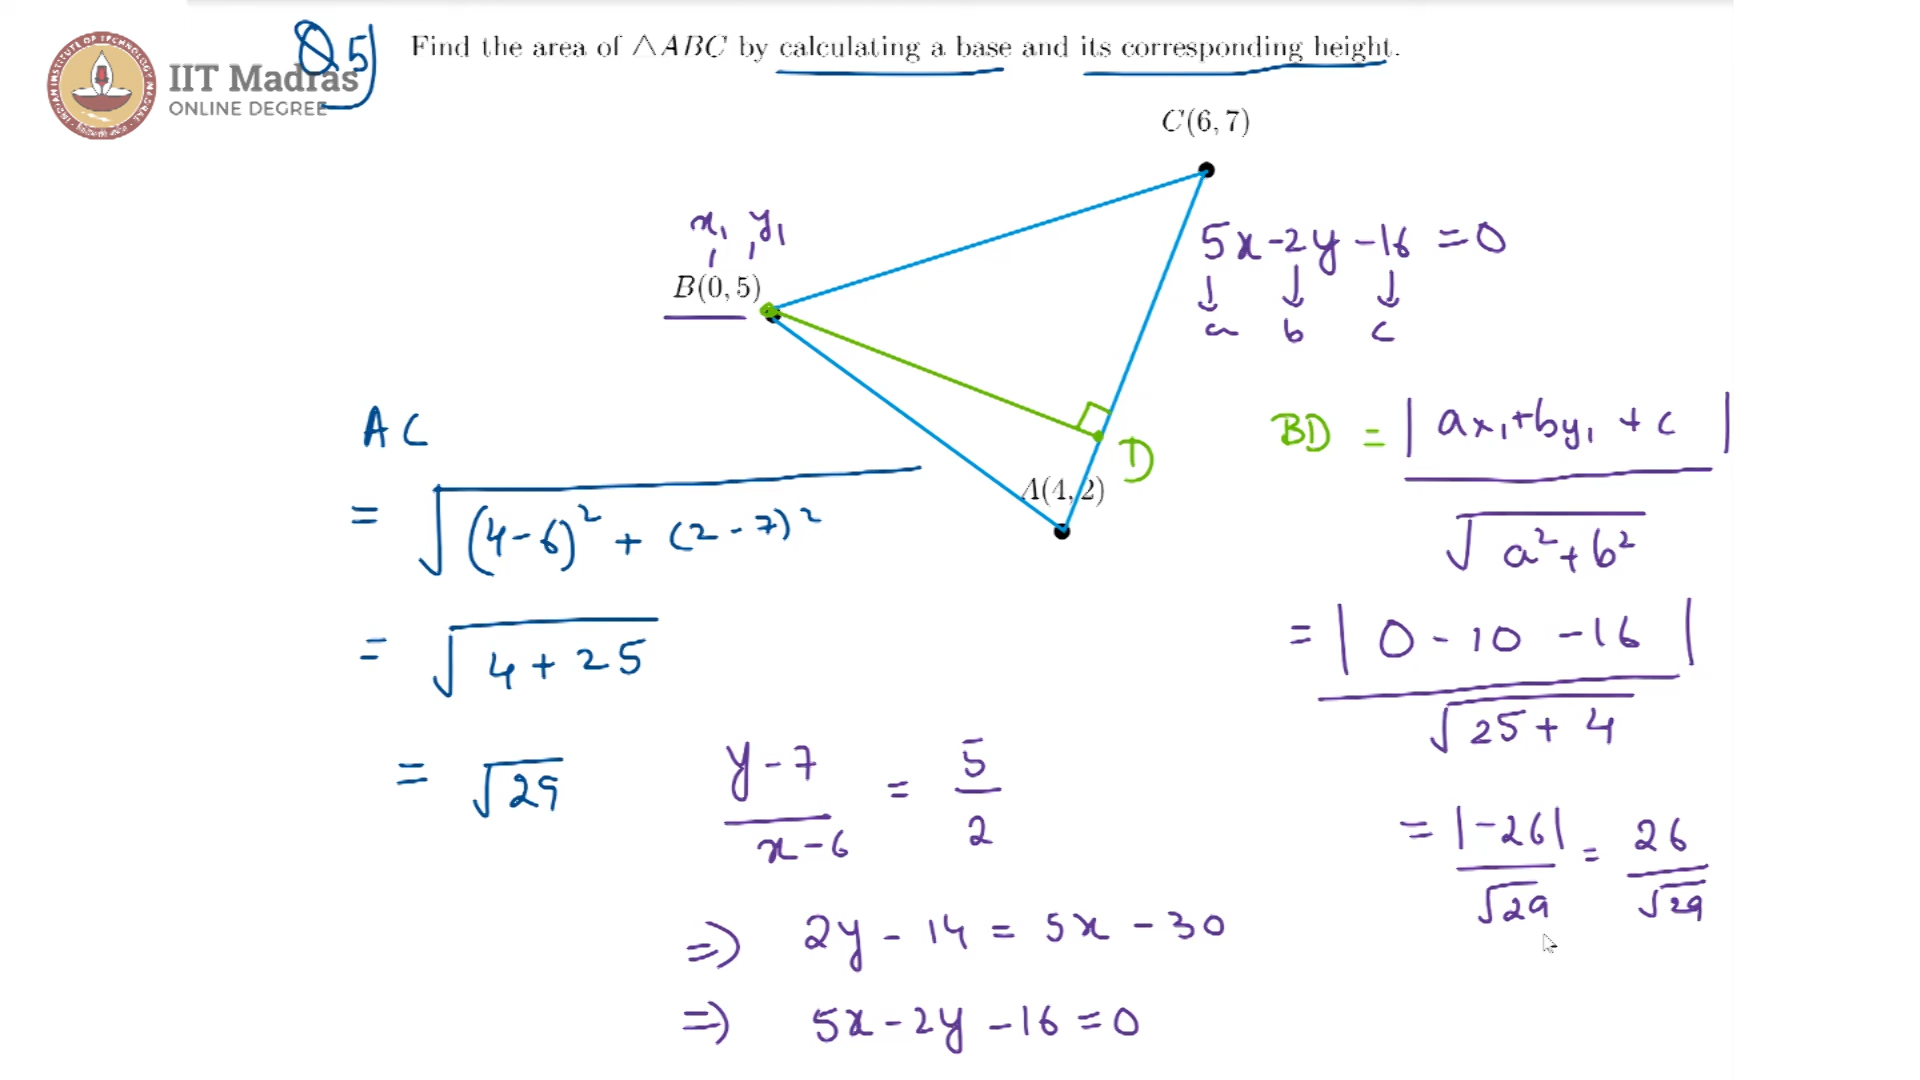 Q5)
Find the area of △ABC by calculating a base and its corresponding height.
IIT Madras
ONLINE DEGREE
C(6, 7)
x₁, y₁
B(0, 5)
5x - 2y - 16 = 0
↓ ↓ ↓
a b c
D
A(4, 2)
AC
= √((4-6)² + (2-7)²)
= √(4 + 25)
= √29
(y-7)/(x-6) = 5/2
=> 2y - 14 = 5x - 30
=> 5x - 2y - 16 = 0
BD = |ax₁ + by₁ + c| / √(a² + b²)
= |0 - 10 - 16| / √(25 + 4)
= |-26|/√29 = 26/√29